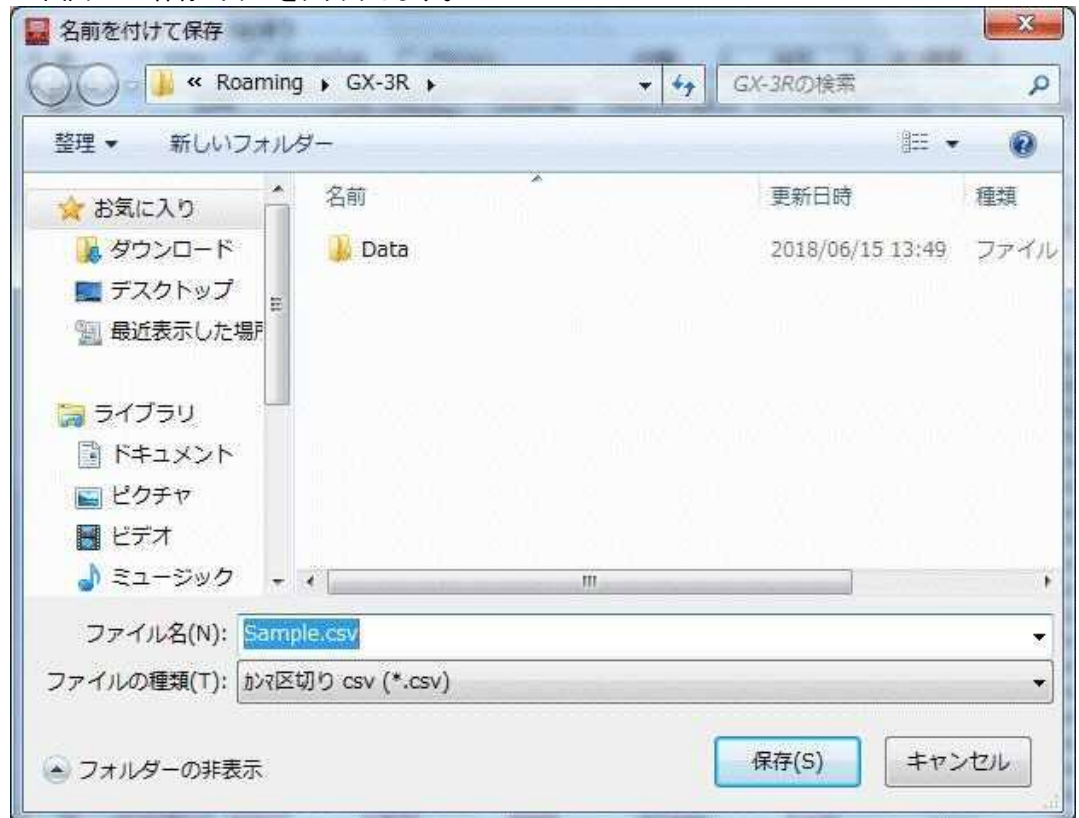 名前を付けて保存
« Roaming ▸ GX-3R ▸
GX-3Rの検索
整理 新しいフォルダー
名前 更新日時 種類
お気に入り
ダウンロード
デスクトップ
最近表示した場所
Data 2018/06/15 13:49 ファイル
ライブラリ
ドキュメント
ピクチャ
ビデオ
ミュージック
ファイル名(N): Sample.csv
ファイルの種類(T): ｶﾝﾏ区切り csv (*.csv)
フォルダーの非表示
保存(S) キャンセル